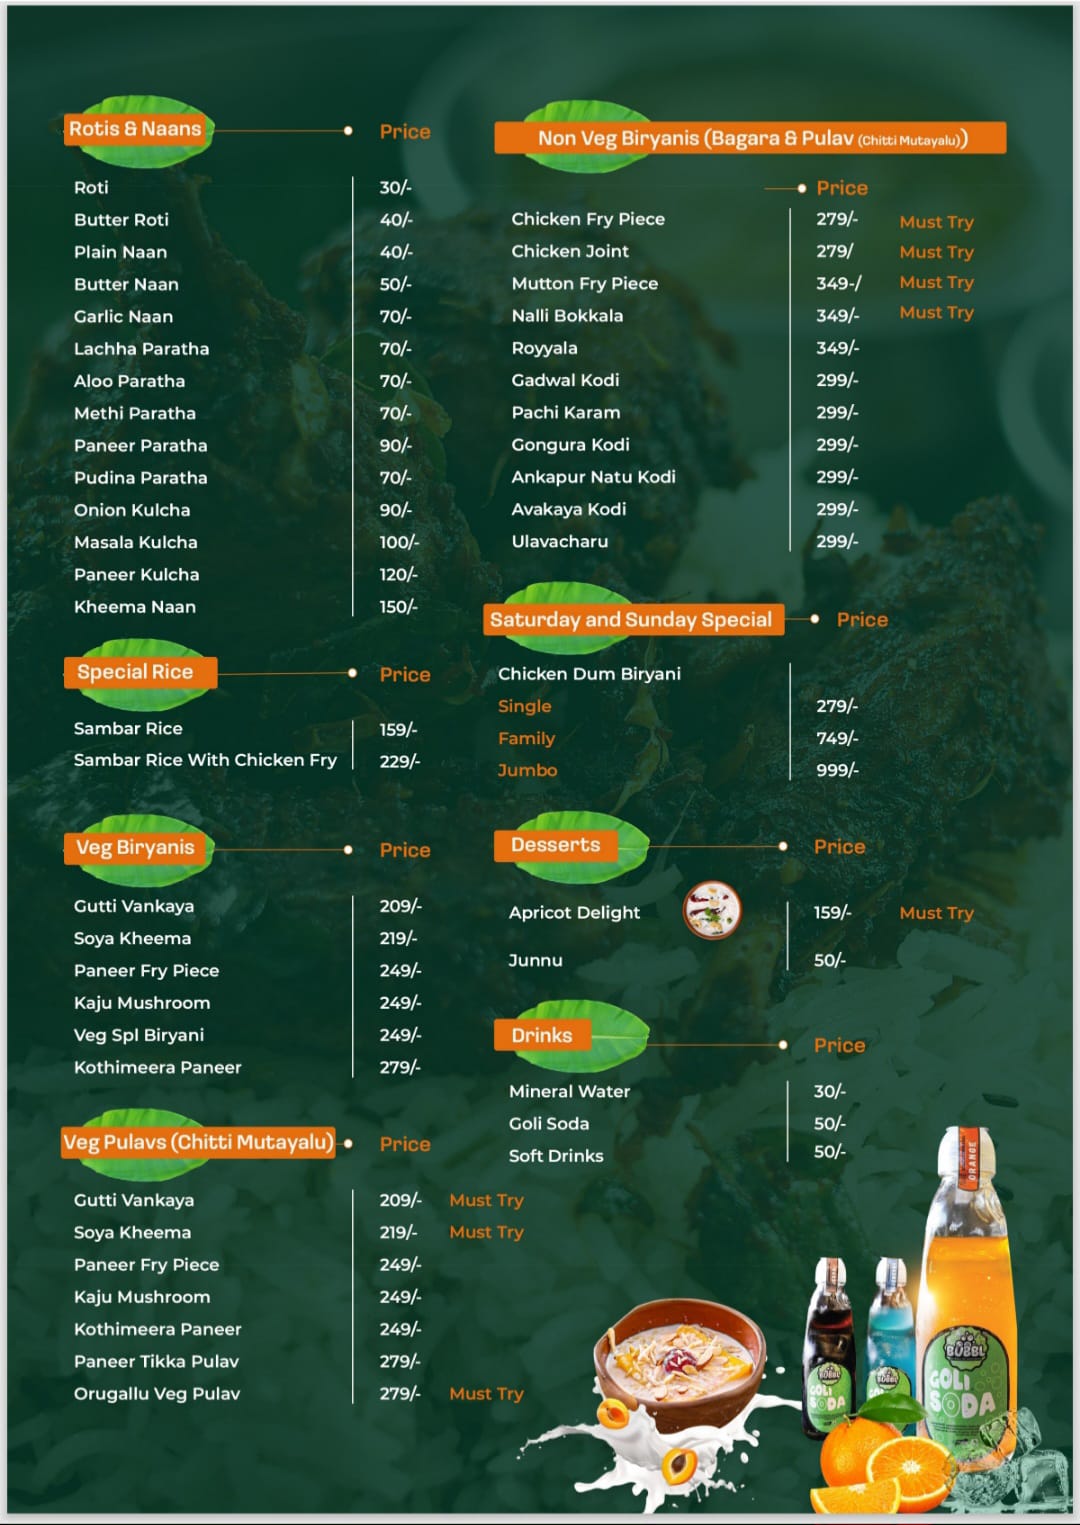 Rotis & Naans Price
Roti 30/-
Butter Roti 40/-
Plain Naan 40/-
Butter Naan 50/-
Garlic Naan 70/-
Lachha Paratha 70/-
Aloo Paratha 70/-
Methi Paratha 70/-
Paneer Paratha 90/-
Pudina Paratha 70/-
Onion Kulcha 90/-
Masala Kulcha 100/-
Paneer Kulcha 120/-
Kheema Naan 150/-
Special Rice Price
Sambar Rice 159/-
Sambar Rice With Chicken Fry 229/-
Veg Biryanis Price
Gutti Vankaya 209/-
Soya Kheema 219/-
Paneer Fry Piece 249/-
Kaju Mushroom 249/-
Veg Spl Biryani 249/-
Kothimeera Paneer 279/-
Veg Pulavs (Chitti Mutayalu) Price
Gutti Vankaya 209/- Must Try
Soya Kheema 219/- Must Try
Paneer Fry Piece 249/-
Kaju Mushroom 249/-
Kothimeera Paneer 249/-
Paneer Tikka Pulav 279/-
Orugallu Veg Pulav 279/- Must Try
Non Veg Biryanis (Bagara & Pulav (Chitti Mutayalu))
Price
Chicken Fry Piece 279/- Must Try
Chicken Joint 279/ Must Try
Mutton Fry Piece 349-/ Must Try
Nalli Bokkala 349/- Must Try
Royyala 349/-
Gadwal Kodi 299/-
Pachi Karam 299/-
Gongura Kodi 299/-
Ankapur Natu Kodi 299/-
Avakaya Kodi 299/-
Ulavacharu 299/-
Saturday and Sunday Special Price
Chicken Dum Biryani
Single 279/-
Family 749/-
Jumbo 999/-
Desserts Price
Apricot Delight 159/- Must Try
Junnu 50/-
Drinks Price
Mineral Water 30/-
Goli Soda 50/-
Soft Drinks 50/-
ORANGE
BUBBL
GOLI
SODA
BUBBL
GOLI
SODA
BUBBL